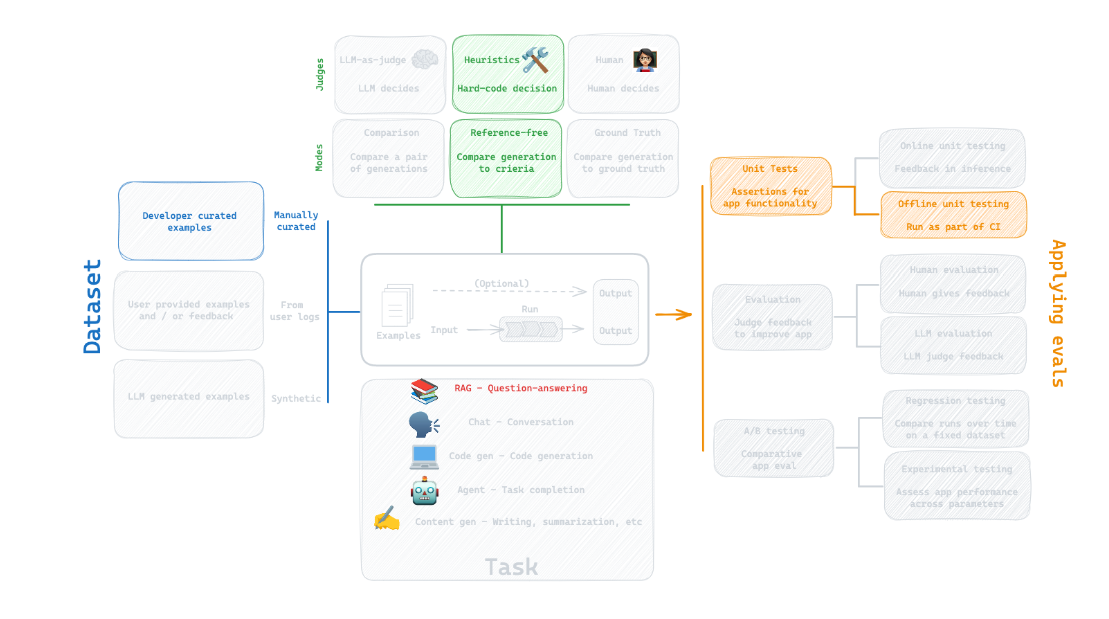 Judges
LLM-as-judge
LLM decides
Heuristics
Hard-code decision
Human
Human decides
Modes
Comparison
Compare a pair
of generations
Reference-free
Compare generation
to crieria
Ground Truth
Compare generation
to ground truth
Dataset
Developer curated
examples
Manually
curated
User provided examples
and / or feedback
From
user logs
LLM generated examples
Synthetic
Examples
(Optional)
Input
Run
Output
Output
RAG - Question-answering
Chat - Conversation
Code gen - Code generation
Agent - Task completion
Content gen - Writing, summarization, etc
Task
Unit Tests
Assertions for
app functionality
Online unit testing
Feedback in inference
Offline unit testing
Run as part of CI
Evaluation
Judge feedback
to improve app
Human evaluation
Human gives feedback
LLM evaluation
LLM judge feedback
A/B testing
Comparative
app eval
Regression testing
Compare runs over time
on a fixed dataset
Experimental testing
Assess app performance
across parameters
Applying evals